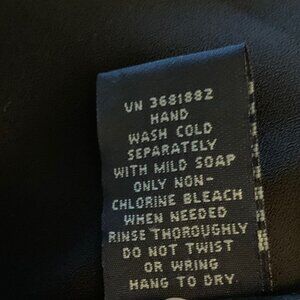 VN 3681882
HAND
WASH COLD
SEPARATELY
WITH MILD SOAP
ONLY NON-
CHLORINE BLEACH
WHEN NEEDED
RINSE THOROUGHLY
DO NOT TWIST
OR WRING
HANG TO DRY